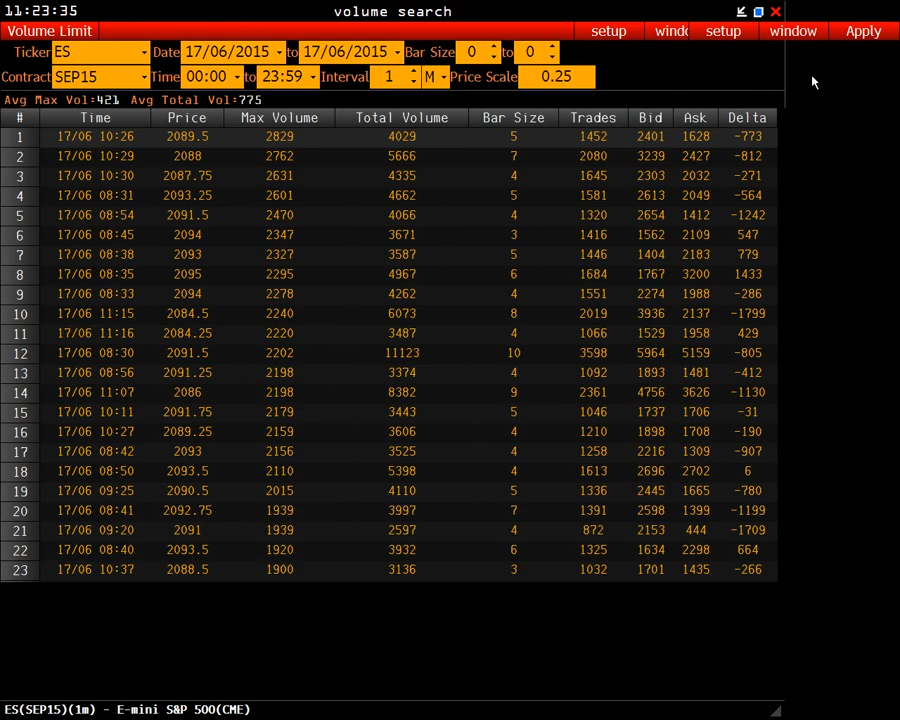 11:23:35 volume search
Volume Limit setup wind setup window Apply
Ticker ES Date 17/06/2015 to 17/06/2015 Bar Size 0 to 0
Contract SEP15 Time 00:00 to 23:59 Interval 1 M Price Scale 0.25
Avg Max Vol:421 Avg Total Vol:775
# Time Price Max Volume Total Volume Bar Size Trades Bid Ask Delta
1 17/06 10:26 2089.5 2829 4029 5 1452 2401 1628 -773
2 17/06 10:29 2088 2762 5666 7 2080 3239 2427 -812
3 17/06 10:30 2087.75 2631 4335 4 1645 2303 2032 -271
4 17/06 08:31 2093.25 2601 4662 5 1581 2613 2049 -564
5 17/06 08:54 2091.5 2470 4066 4 1320 2654 1412 -1242
6 17/06 08:45 2094 2347 3671 3 1416 1562 2109 547
7 17/06 08:38 2093 2327 3587 5 1446 1404 2183 779
8 17/06 08:35 2095 2295 4967 6 1684 1767 3200 1433
9 17/06 08:33 2094 2278 4262 4 1551 2274 1988 -286
10 17/06 11:15 2084.5 2240 6073 8 2019 3936 2137 -1799
11 17/06 11:16 2084.25 2220 3487 4 1066 1529 1958 429
12 17/06 08:30 2091.5 2202 11123 10 3598 5964 5159 -805
13 17/06 08:56 2091.25 2198 3374 4 1092 1893 1481 -412
14 17/06 11:07 2086 2198 8382 9 2361 4756 3626 -1130
15 17/06 10:11 2091.75 2179 3443 5 1046 1737 1706 -31
16 17/06 10:27 2089.25 2159 3606 4 1210 1898 1708 -190
17 17/06 08:42 2093 2156 3525 4 1258 2216 1309 -907
18 17/06 08:50 2093.5 2110 5398 4 1613 2696 2702 6
19 17/06 09:25 2090.5 2015 4110 5 1336 2445 1665 -780
20 17/06 08:41 2092.75 1939 3997 7 1391 2598 1399 -1199
21 17/06 09:20 2091 1939 2597 4 872 2153 444 -1709
22 17/06 08:40 2093.5 1920 3932 6 1325 1634 2298 664
23 17/06 10:37 2088.5 1900 3136 3 1032 1701 1435 -266
ES(SEP15)(1m) - E-mini S&P 500(CME)